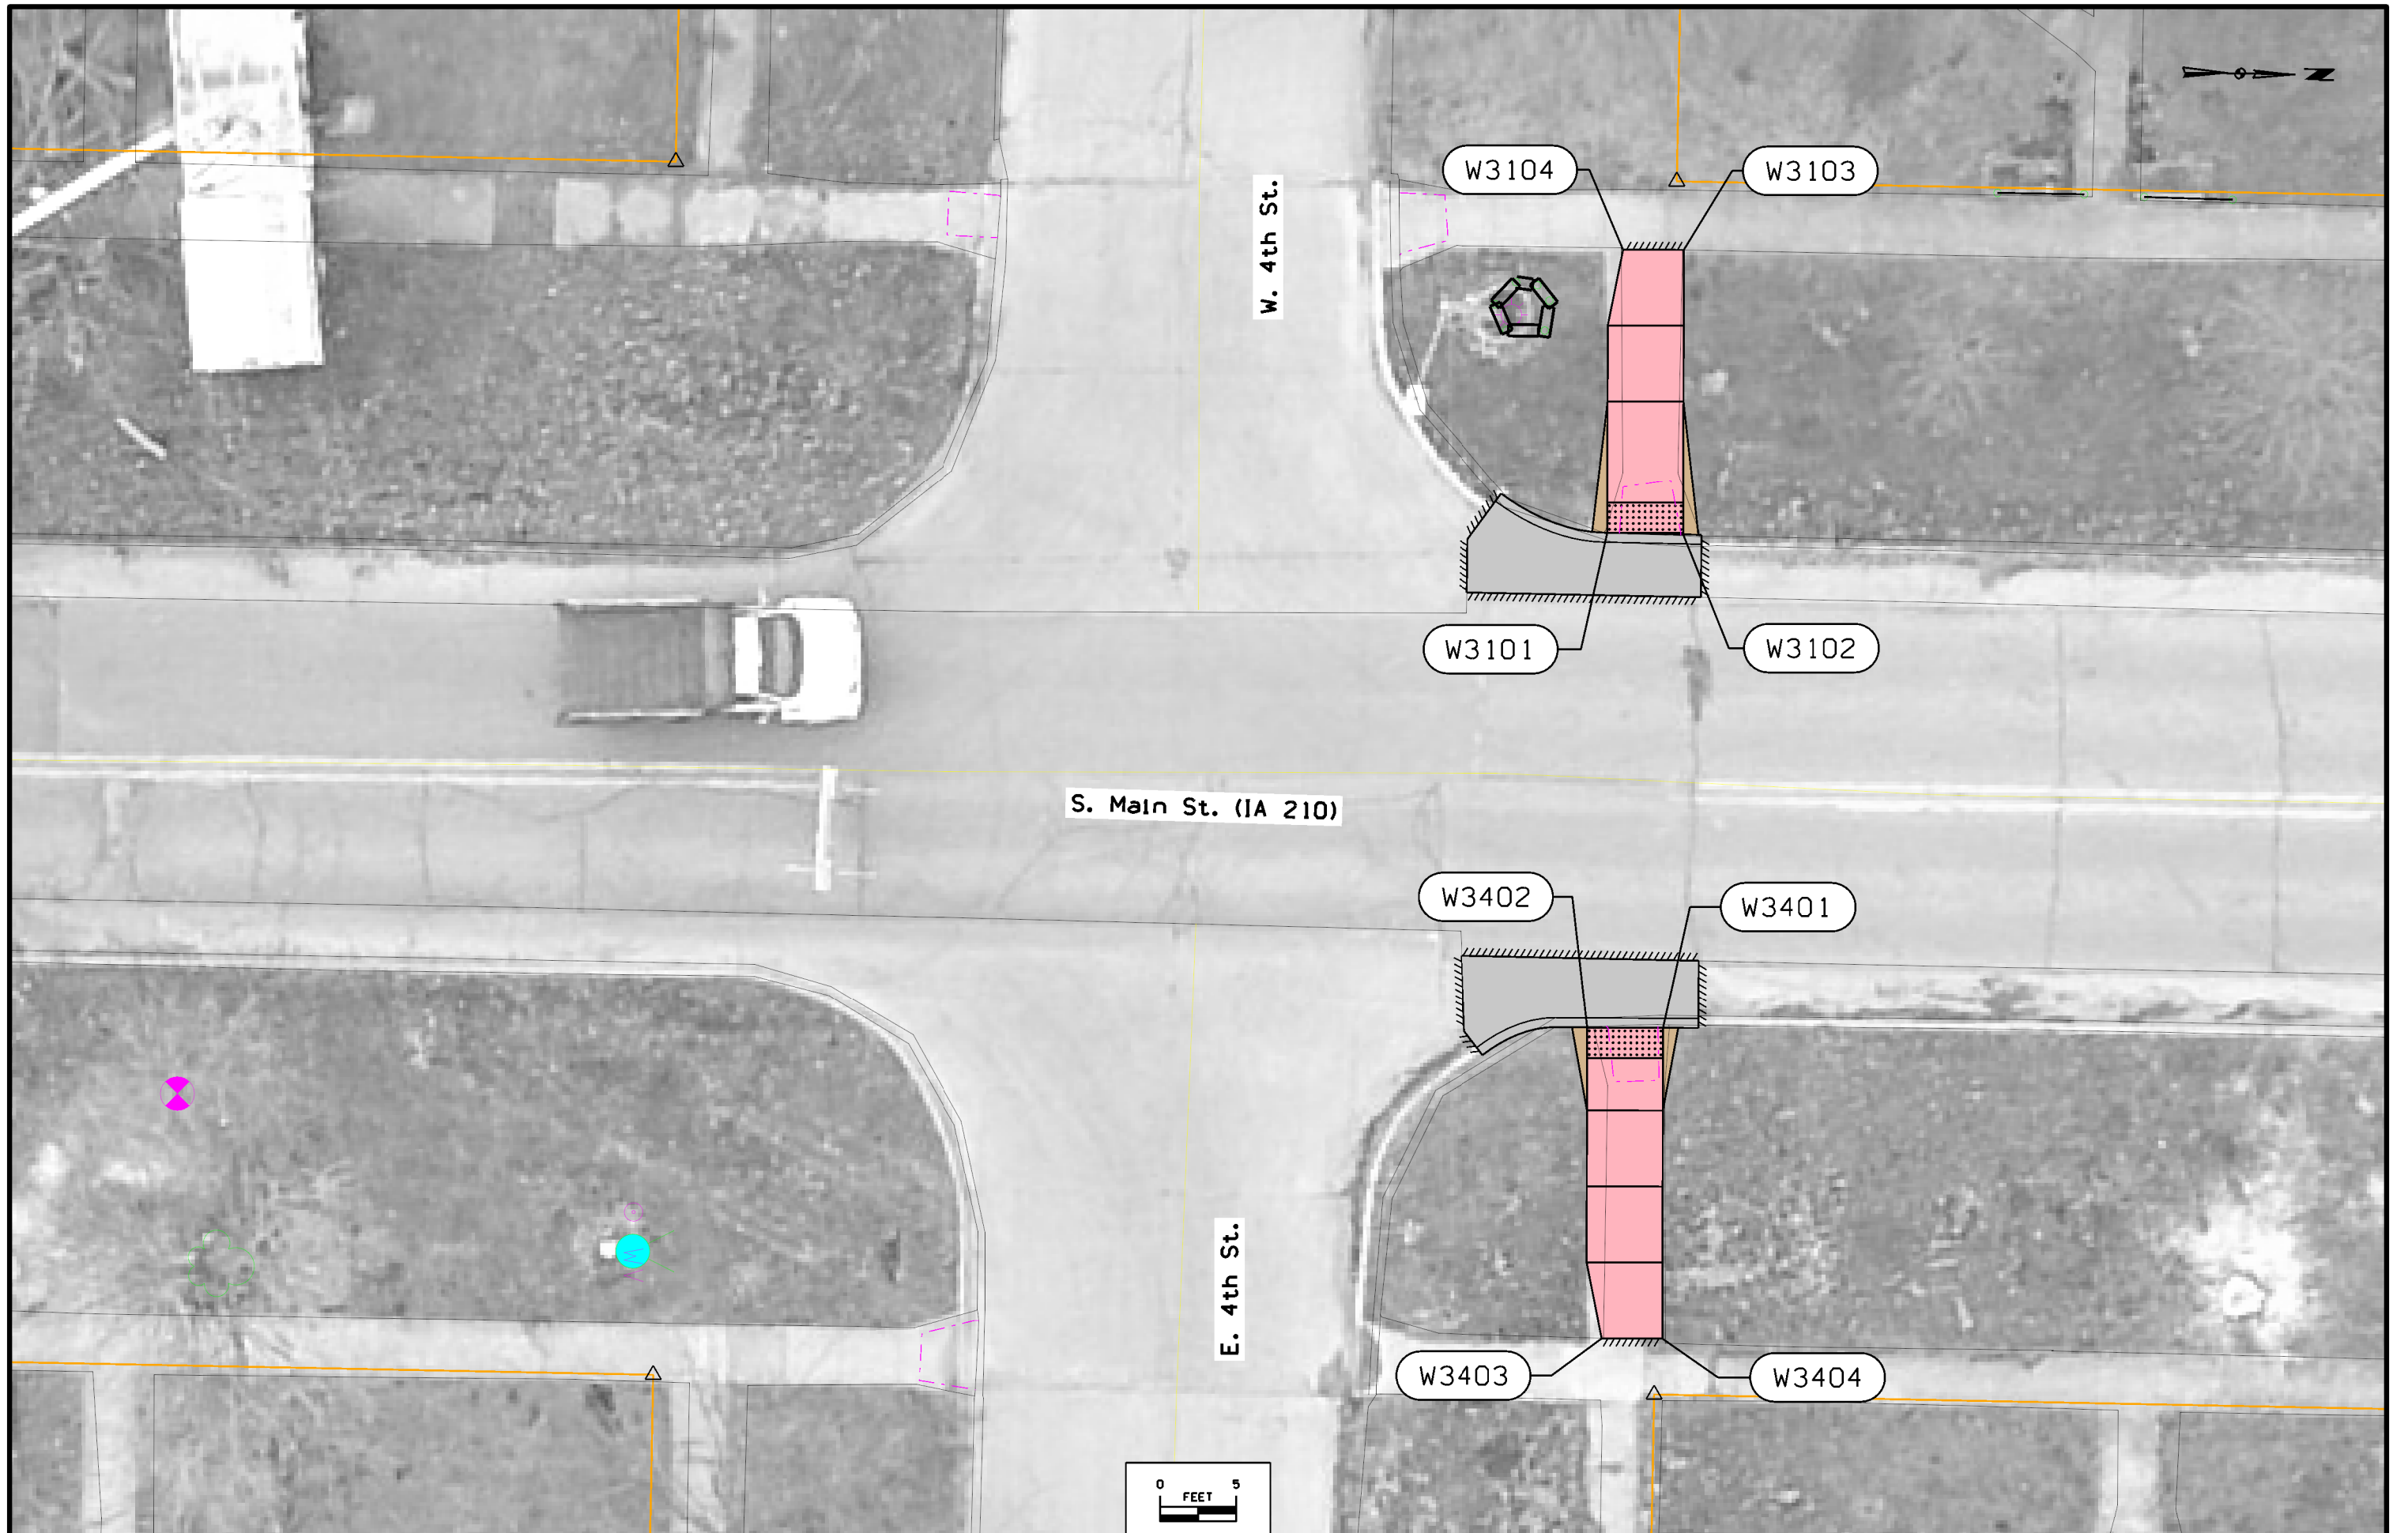 N
W3104
W3103
W. 4th St.
W3101
W3102
S. Main St. (IA 210)
W3402
W3401
W
E. 4th St.
W3403
W3404
0 5
FEET